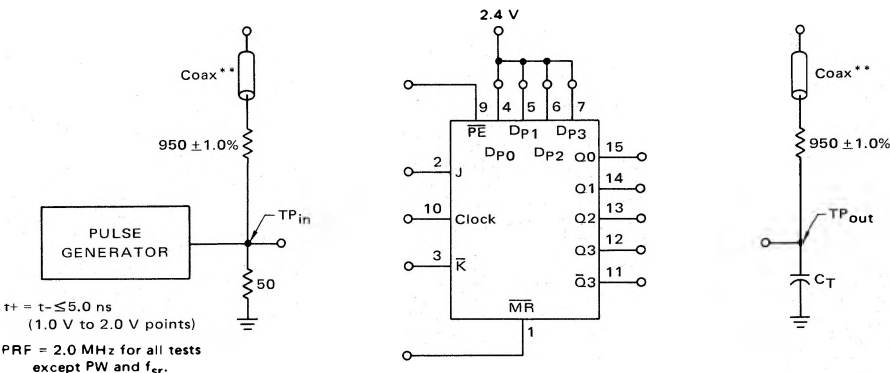 2.4 V
Coax**
950 ±1.0%
TPin
PULSE
GENERATOR
50
t+ = t-≤5.0 ns
(1.0 V to 2.0 V points)
PRF = 2.0 MHz for all tests
except PW and fsr.
9 4 5 6 7
PE DP1 DP3
DP0 DP2
2 J
10 Clock
3 K
MR
1
Q0 15
Q1 14
Q2 13
Q3 12
Q̅3 11
Coax**
950 ±1.0%
TPout
CT